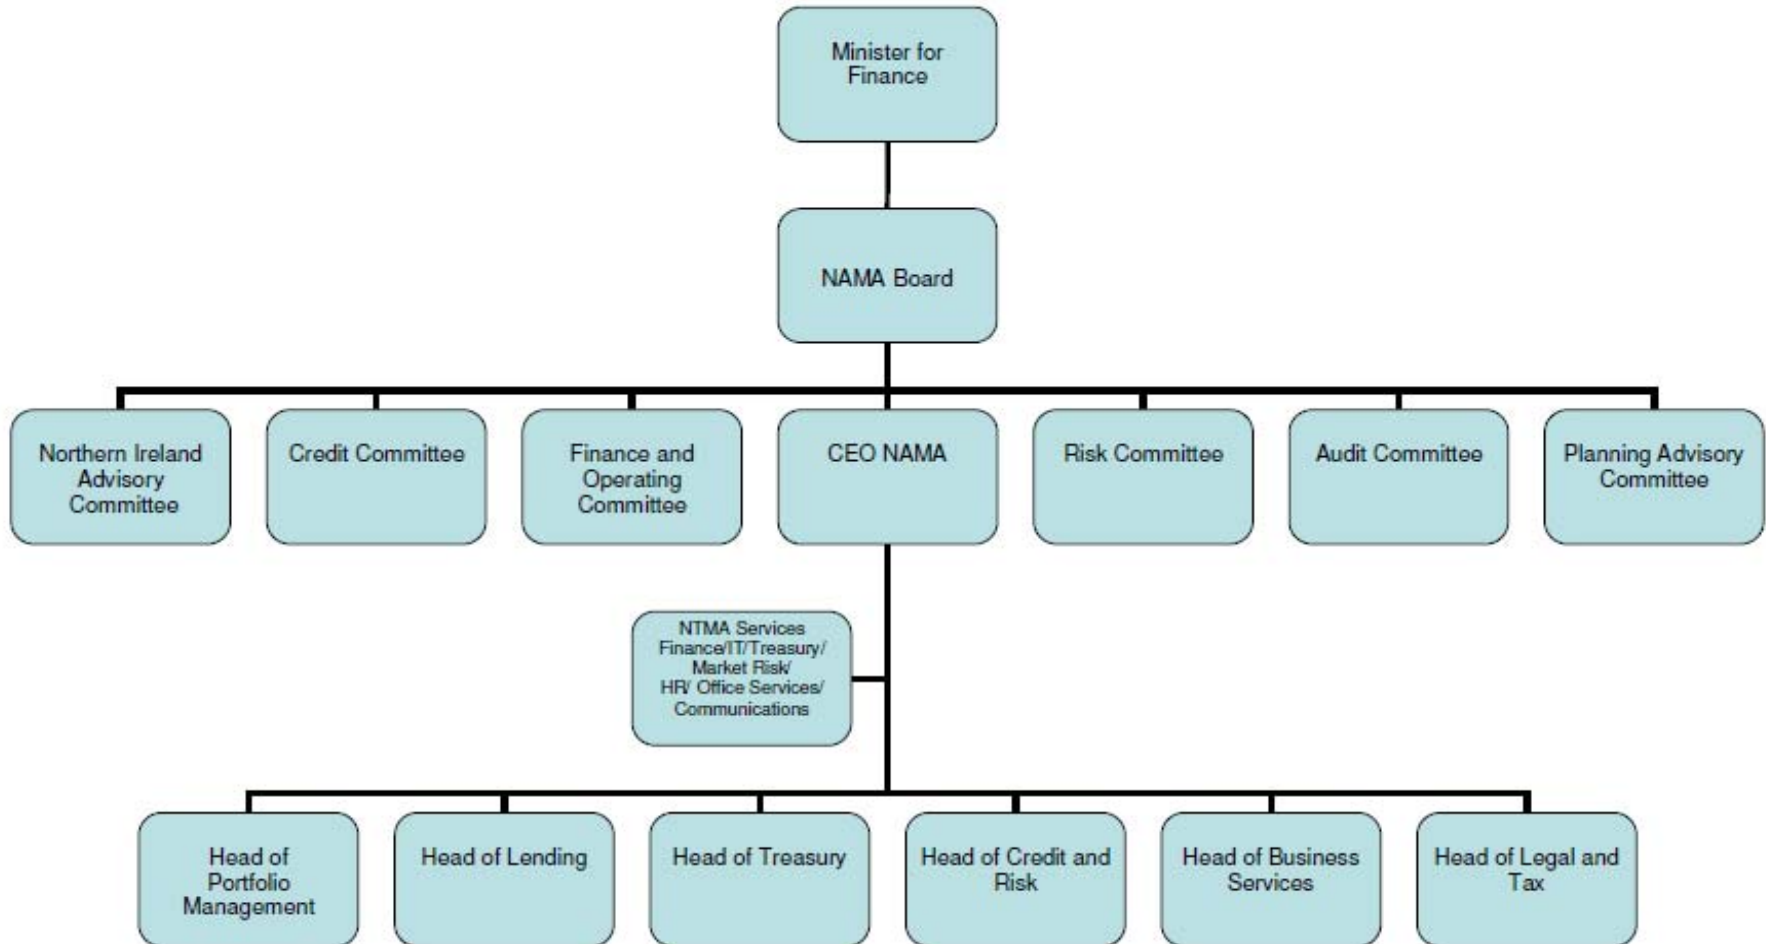 Minister for
Finance
NAMA Board
Northern Ireland
Advisory
Committee
Credit Committee
Finance and
Operating
Committee
CEO NAMA
Risk Committee
Audit Committee
Planning Advisory
Committee
NTMA Services
Finance/IT/Treasury/
Market Risk/
HR/ Office Services/
Communications
Head of
Portfolio
Management
Head of Lending
Head of Treasury
Head of Credit and
Risk
Head of Business
Services
Head of Legal and
Tax